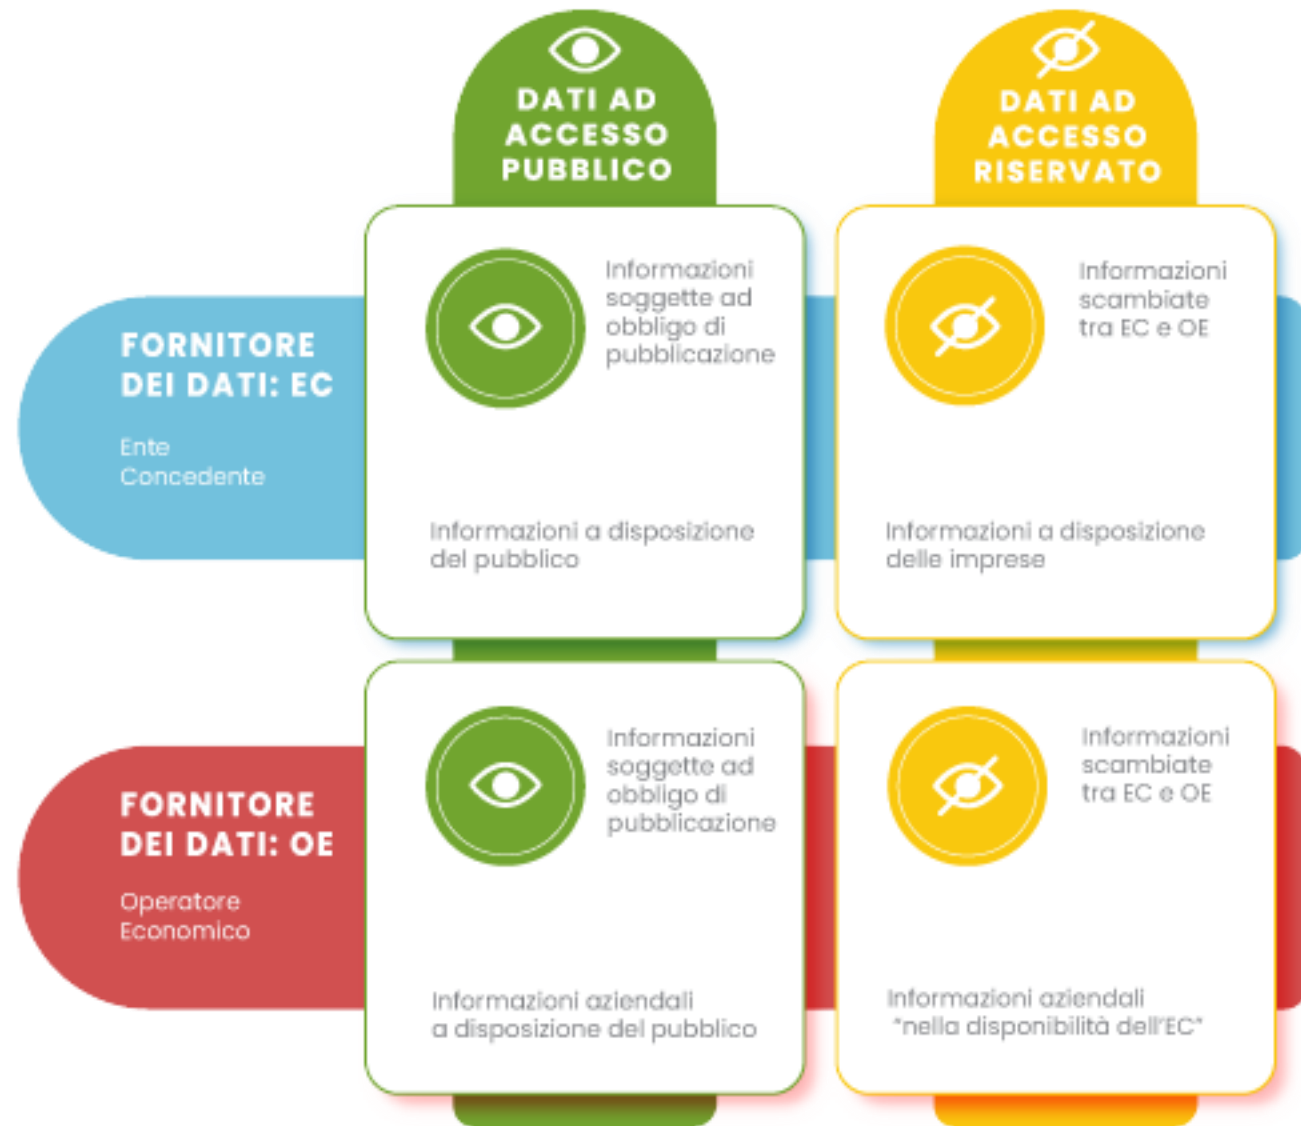 DATI AD
ACCESSO
PUBBLICO
DATI AD
ACCESSO
RISERVATO
FORNITORE
DEI DATI: EC
Ente
Concedente
Informazioni
soggette ad
obbligo di
pubblicazione
Informazioni a disposizione
del pubblico
Informazioni
scambiate
tra EC e OE
Informazioni a disposizione
delle imprese
FORNITORE
DEI DATI: OE
Operatore
Economico
Informazioni
soggette ad
obbligo di
pubblicazione
Informazioni aziendali
a disposizione del pubblico
Informazioni
scambiate
tra EC e OE
Informazioni aziendali
"nella disponibilità dell'EC"